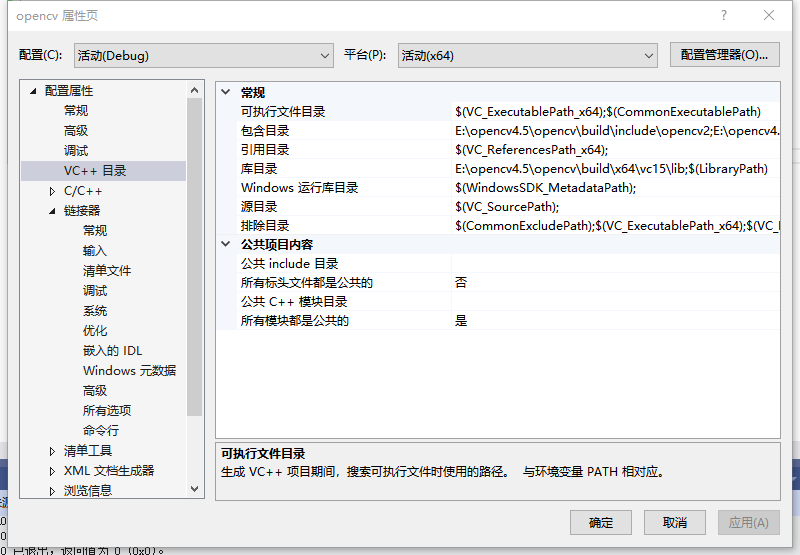 opencv 属性页
配置(C):
活动(Debug)
平台(P):
活动(x64)
配置管理器(O)...
配置属性
常规
高级
调试
VC++ 目录
C/C++
链接器
常规
输入
清单文件
调试
系统
优化
嵌入的 IDL
Windows 元数据
高级
所有选项
命令行
清单工具
XML 文档生成器
浏览信息
常规
可执行文件目录 $(VC_ExecutablePath_x64);$(CommonExecutablePath)
包含目录 E:\opencv4.5\opencv\build\include\opencv2;E:\opencv4.
引用目录 $(VC_ReferencesPath_x64);
库目录 E:\opencv4.5\opencv\build\x64\vc15\lib;$(LibraryPath)
Windows 运行库目录 $(WindowsSDK_MetadataPath);
源目录 $(VC_SourcePath);
排除目录 $(CommonExcludePath);$(VC_ExecutablePath_x64);$(VC_
公共项目内容
公共 include 目录
所有标头文件都是公共的 否
公共 C++ 模块目录
所有模块都是公共的 是
可执行文件目录
生成 VC++ 项目期间，搜索可执行文件时使用的路径。 与环境变量 PATH 相对应。
确定
取消
应用(A)
已退出，返回值为 0 (0x0)。